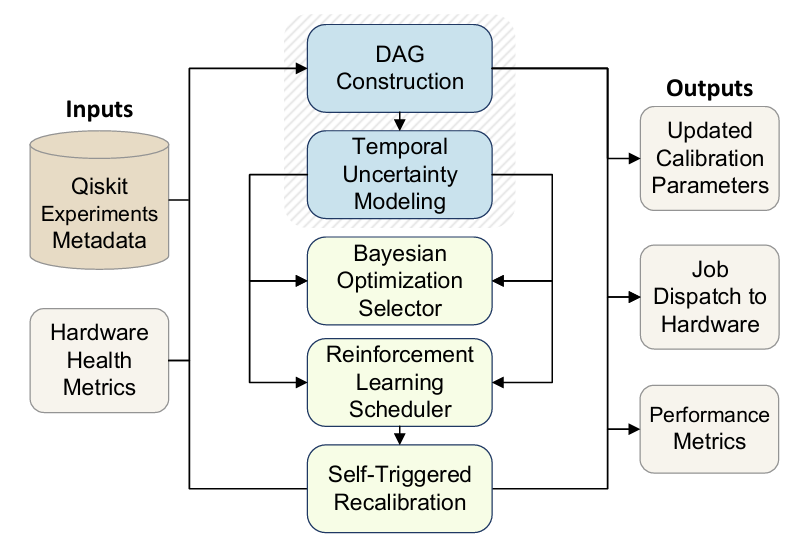 Inputs
Qiskit
Experiments
Metadata
Hardware
Health
Metrics
DAG
Construction
Temporal
Uncertainty
Modeling
Bayesian
Optimization
Selector
Reinforcement
Learning
Scheduler
Self-Triggered
Recalibration
Outputs
Updated
Calibration
Parameters
Job
Dispatch to
Hardware
Performance
Metrics